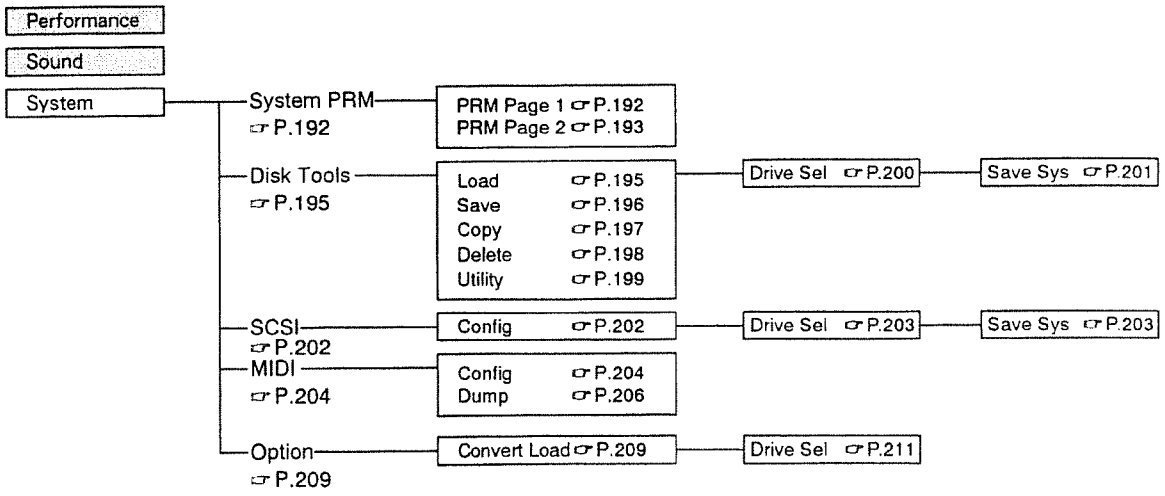 Performance
Sound
System
System PRM
☞ P.192
PRM Page 1 ☞ P.192
PRM Page 2 ☞ P.193
Disk Tools
☞ P.195
Load ☞ P.195
Save ☞ P.196
Copy ☞ P.197
Delete ☞ P.198
Utility ☞ P.199
Drive Sel ☞ P.200
Save Sys ☞ P.201
SCSI
☞ P.202
Config ☞ P.202
Drive Sel ☞ P.203
Save Sys ☞ P.203
MIDI
☞ P.204
Config ☞ P.204
Dump ☞ P.206
Option
☞ P.209
Convert Load ☞ P.209
Drive Sel ☞ P.211